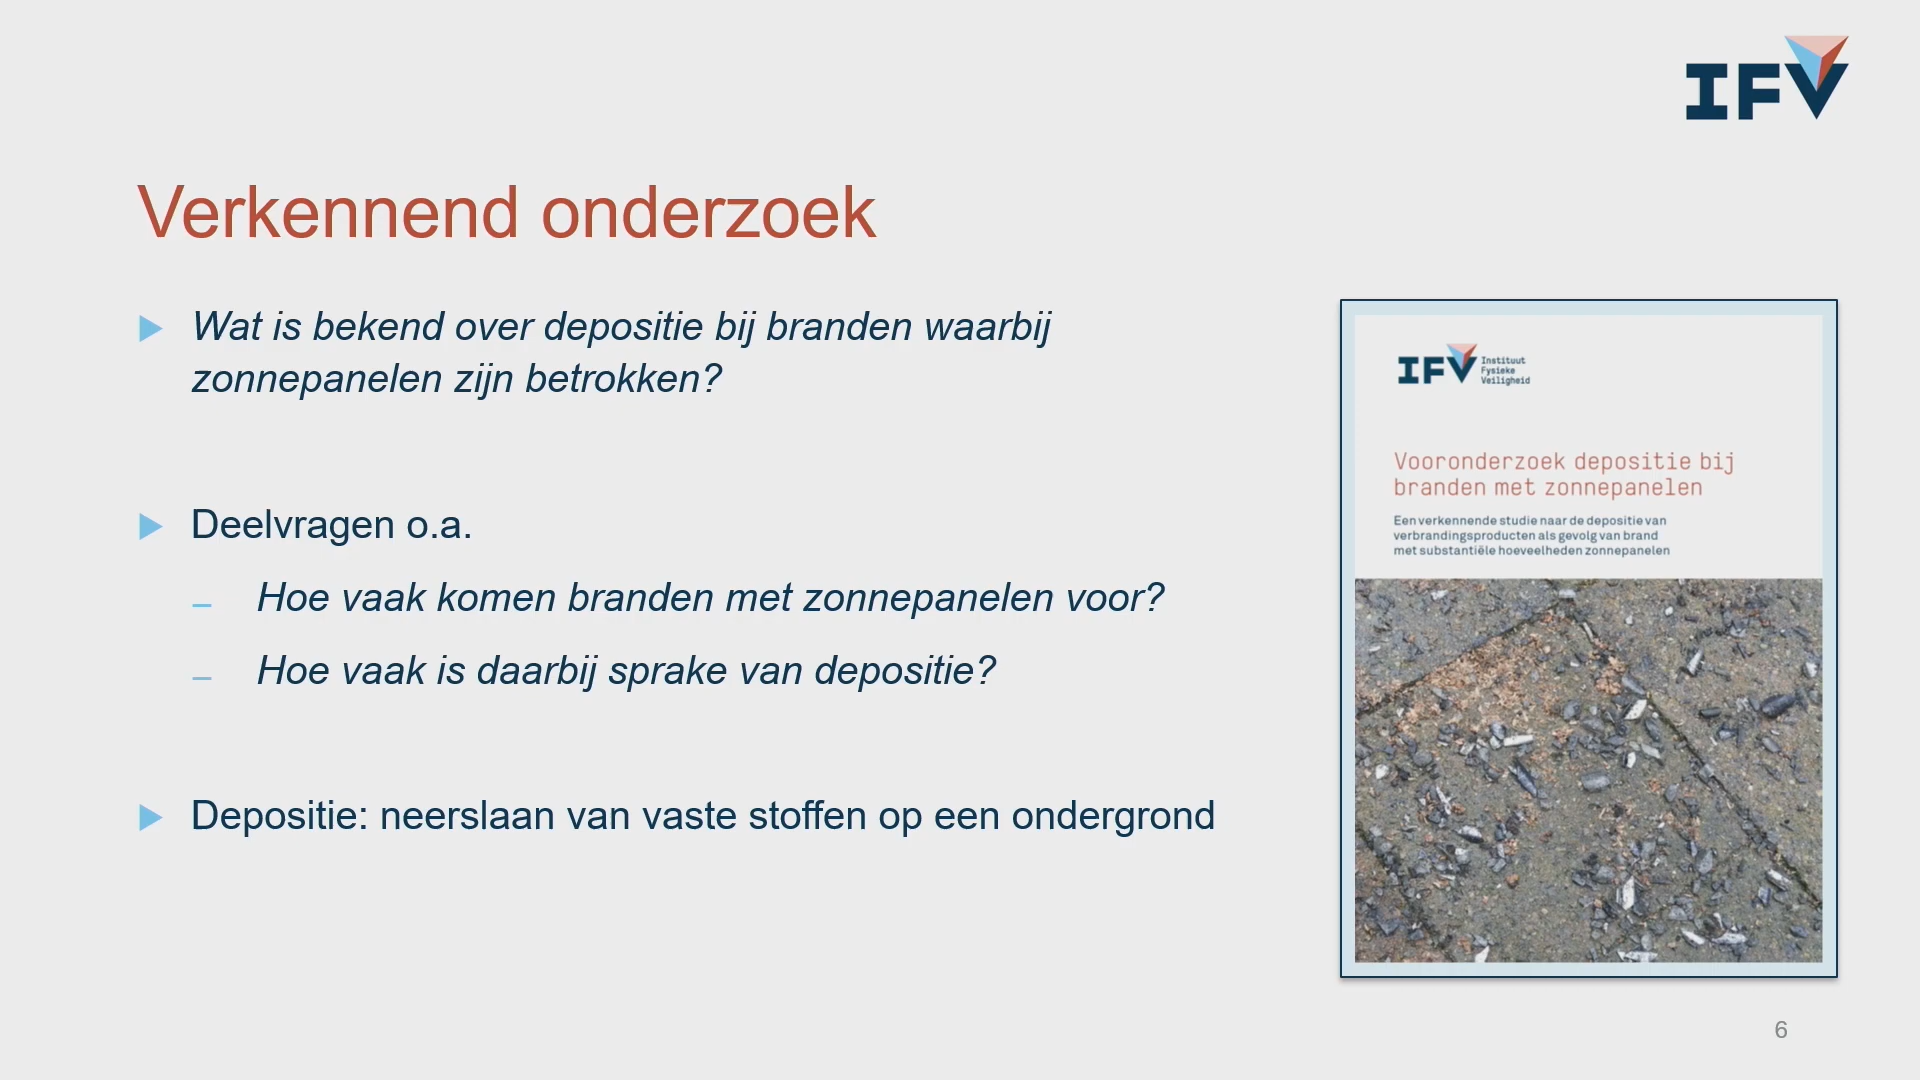 IFV
Verkennend onderzoek
Wat is bekend over depositie bij branden waarbij
zonnepanelen zijn betrokken?
Deelvragen o.a.
– Hoe vaak komen branden met zonnepanelen voor?
– Hoe vaak is daarbij sprake van depositie?
Depositie: neerslaan van vaste stoffen op een ondergrond
IFV
Instituut
Fysieke
Veiligheid
Vooronderzoek depositie bij
branden met zonnepanelen
Een verkennende studie naar de depositie van
verbrandingsproducten als gevolg van brand
met substantiële hoeveelheden zonnepanelen
6